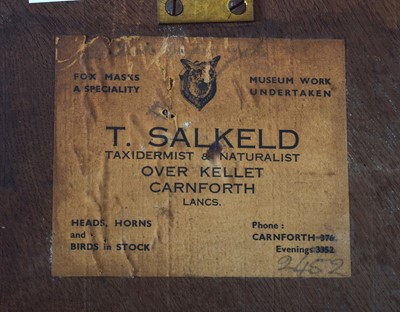 FOX MASKS
A SPECIALITY
MUSEUM WORK
UNDERTAKEN
T. SALKELD
TAXIDERMIST & NATURALIST
OVER KELLET
CARNFORTH
LANCS.
HEADS, HORNS
and
BIRDS in STOCK
Phone :
CARNFORTH 376
Evenings 3352
2452